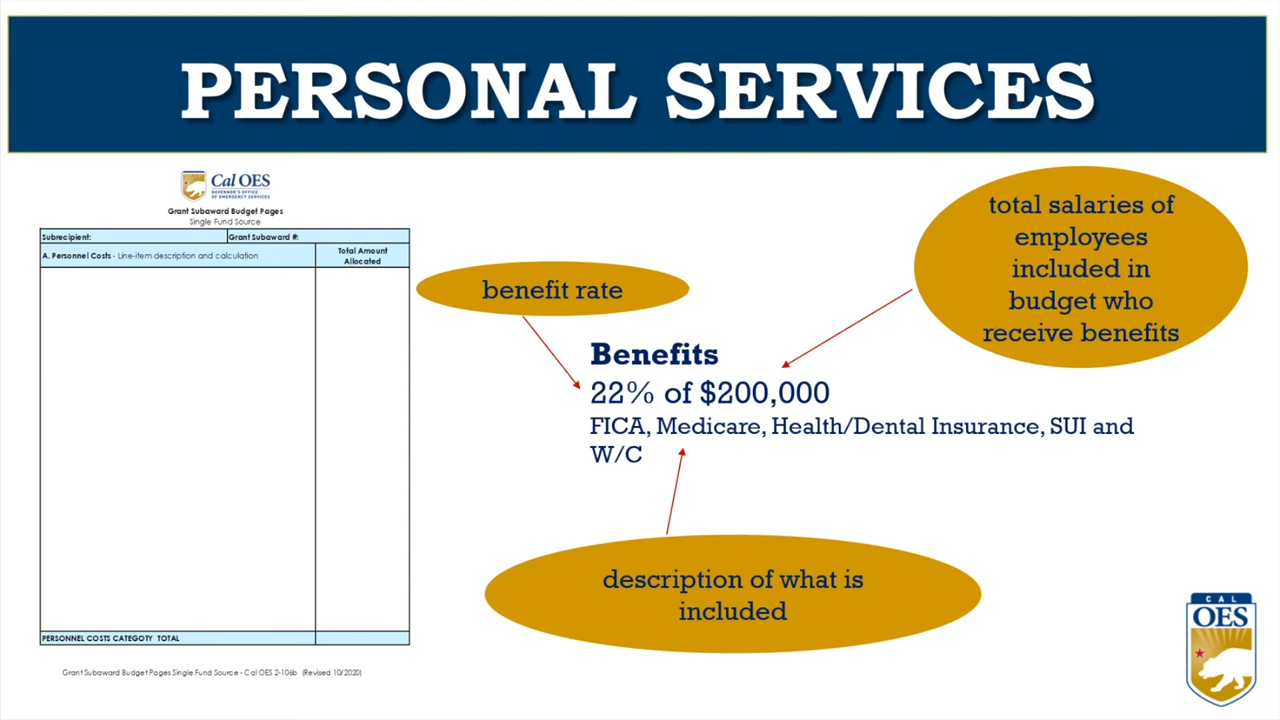 PERSONAL SERVICES
Cal OES
GOVERNOR'S OFFICE
OF EMERGENCY SERVICES
Grant Subaward Budget Pages
Single Fund Source
Subrecipient:
Grant Subaward #:
A. Personnel Costs - Line-item description and calculation
Total Amount
Allocated
PERSONNEL COSTS CATEGOTY TOTAL
Grant Subaward Budget Pages Single Fund Source - Cal OES 2-106b (Revised 10/2020)
benefit rate
total salaries of
employees
included in
budget who
receive benefits
Benefits
22% of $200,000
FICA, Medicare, Health/Dental Insurance, SUI and
W/C
description of what is
included
CAL
OES